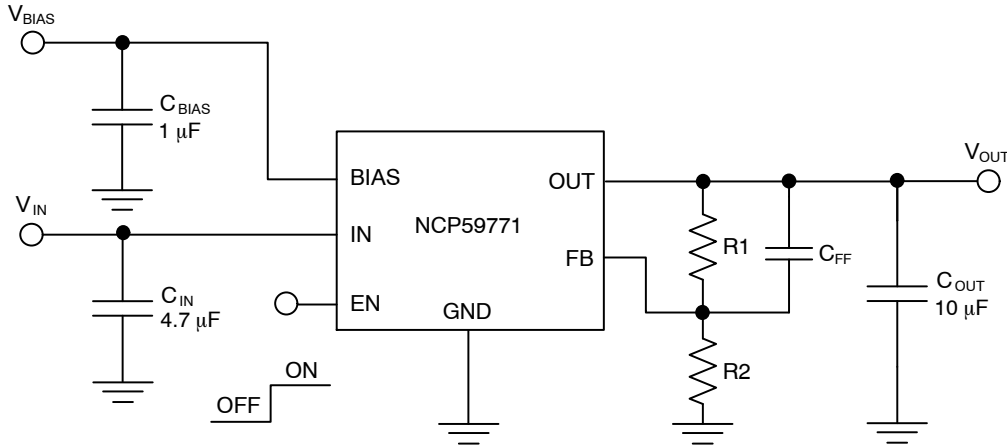 VBIAS
CBIAS
1 μF
VIN
CIN
4.7 μF
OFF
ON
BIAS
IN
EN
NCP59771
GND
OUT
FB
R1
CFF
R2
VOUT
COUT
10 μF